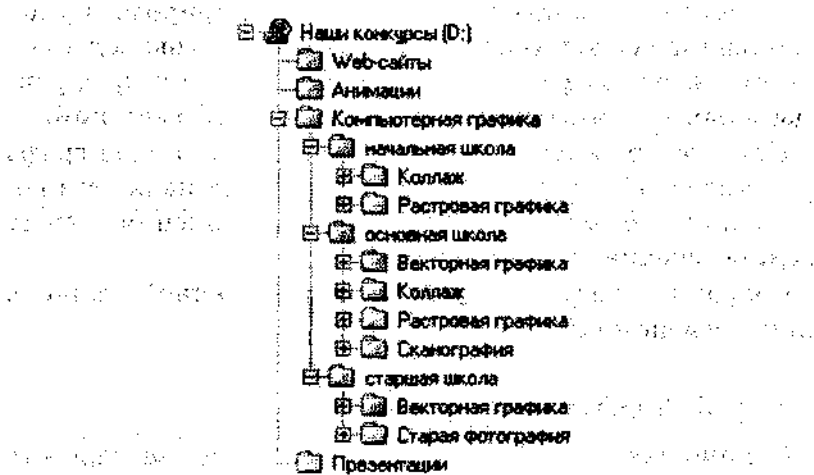 Наши конкурсы (D:)
Web-сайты
Анимации
Компьютерная графика
начальная школа
Коллаж
Растровая графика
основная школа
Векторная графика
Коллаж
Растровая графика
Сканография
старшая школа
Векторная графика
Старая фотография
Презентации